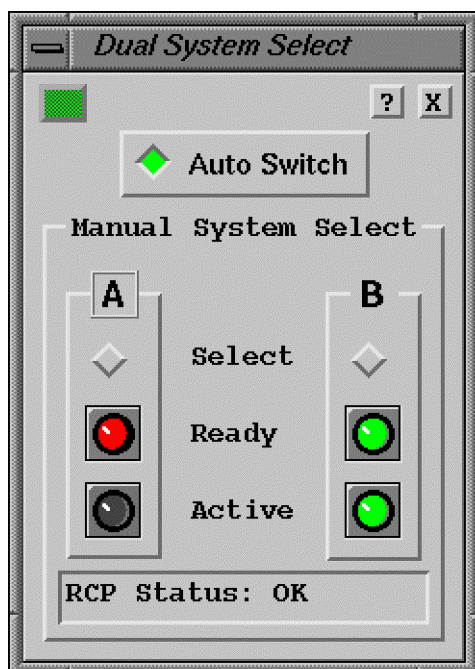 Dual System Select
? X
Auto Switch
Manual System Select
A B
Select
Ready
Active
RCP Status: OK